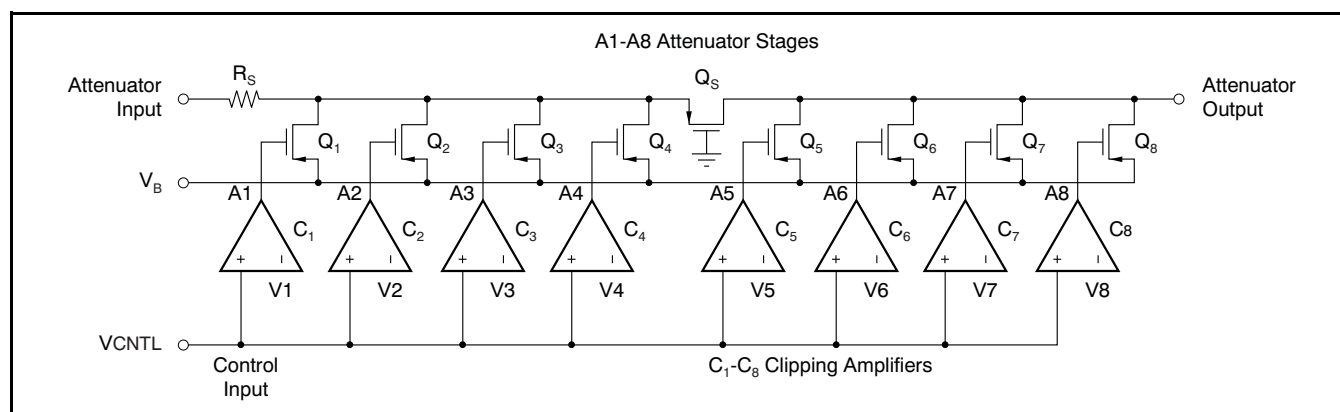 A1-A8 Attenuator Stages
Attenuator
Input
RS
QS
Attenuator
Output
Q1
Q2
Q3
Q4
Q5
Q6
Q7
Q8
VB
A1
A2
A3
A4
A5
A6
A7
A8
C1
C2
C3
C4
C5
C6
C7
C8
+ –
+ –
+ –
+ –
+ –
+ –
+ –
+ –
V1
V2
V3
V4
V5
V6
V7
V8
VCNTL
Control
Input
C1-C8 Clipping Amplifiers